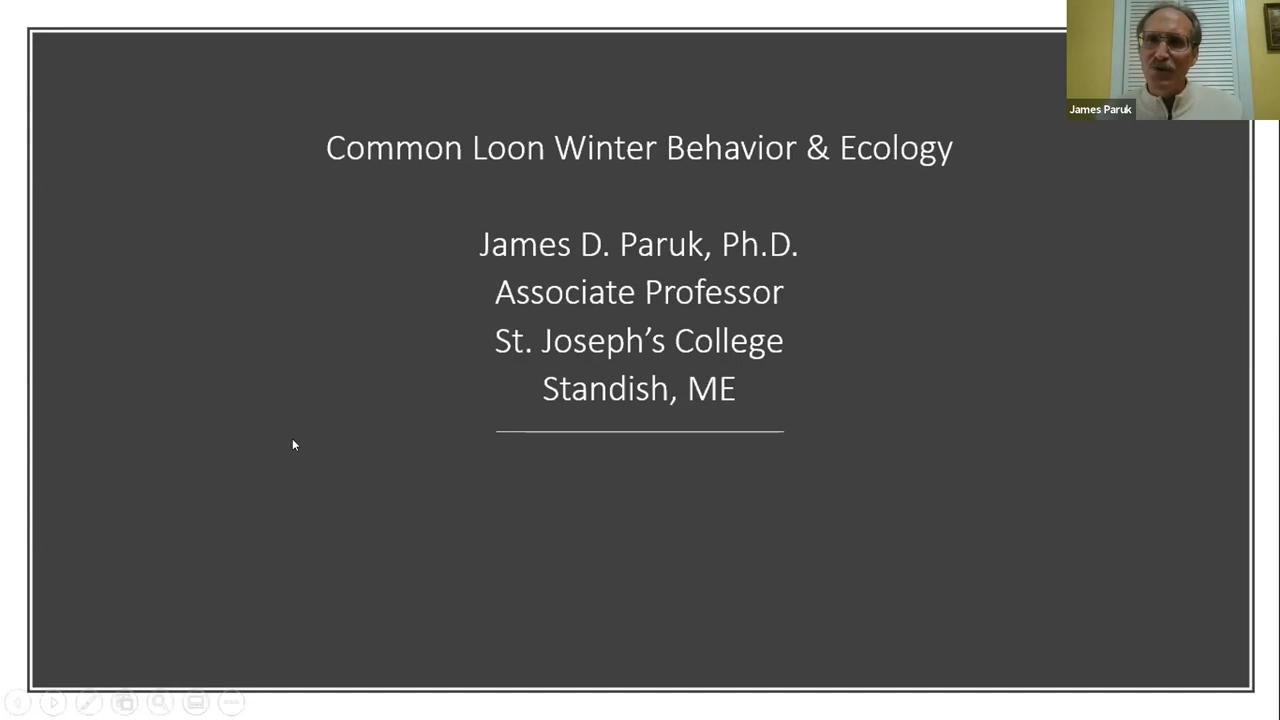 Common Loon Winter Behavior & Ecology
James D. Paruk, Ph.D.
Associate Professor
St. Joseph’s College
Standish, ME
James Paruk